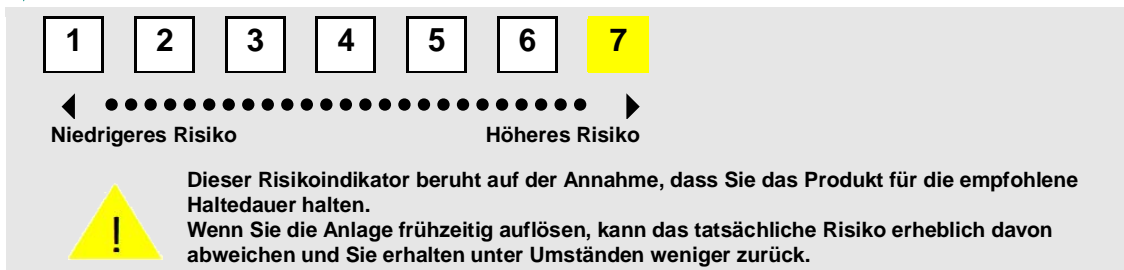 1 2 3 4 5 6 7
Niedrigeres Risiko Höheres Risiko
Dieser Risikoindikator beruht auf der Annahme, dass Sie das Produkt für die empfohlene
Haltedauer halten.
! Wenn Sie die Anlage frühzeitig auflösen, kann das tatsächliche Risiko erheblich davon
abweichen und Sie erhalten unter Umständen weniger zurück.